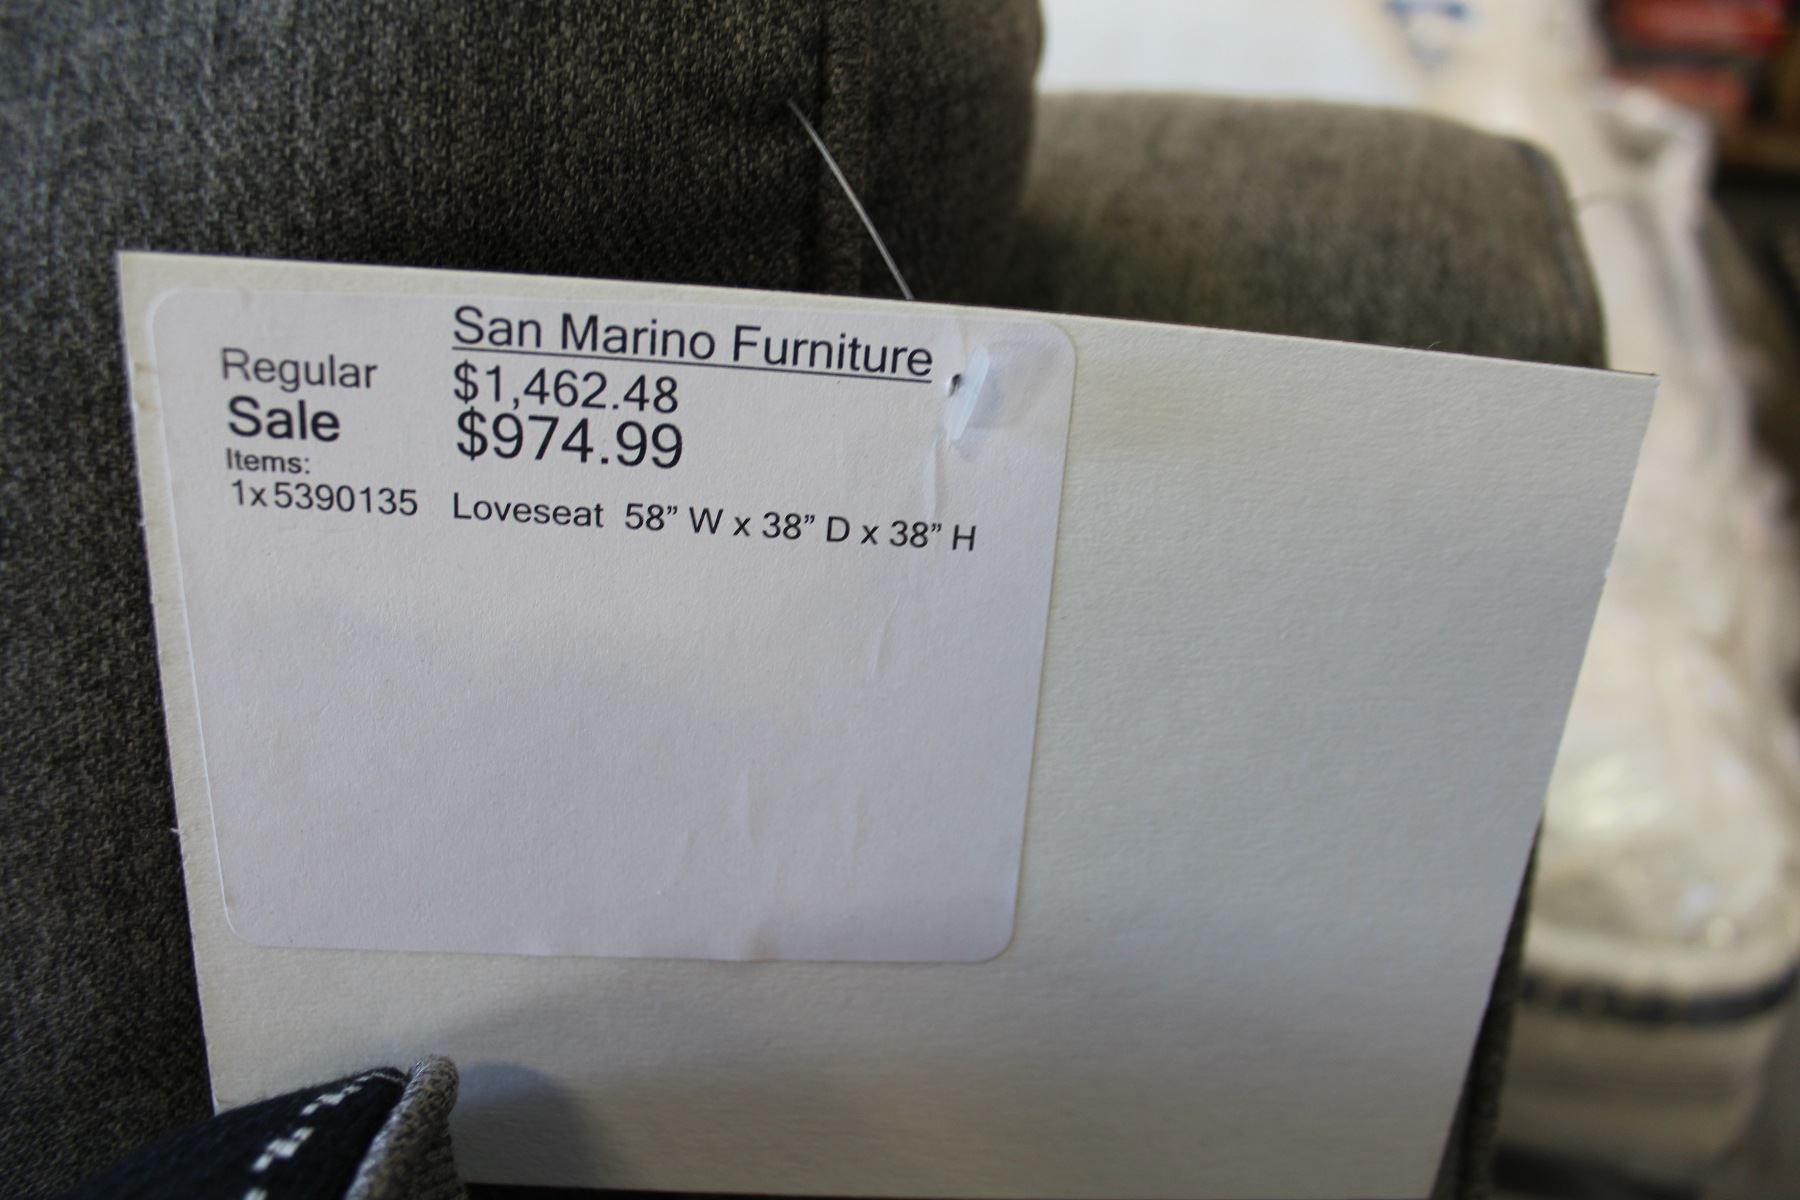 San Marino Furniture
Regular $1,462.48
Sale $974.99
Items:
1x5390135 Loveseat 58” W x 38” D x 38” H